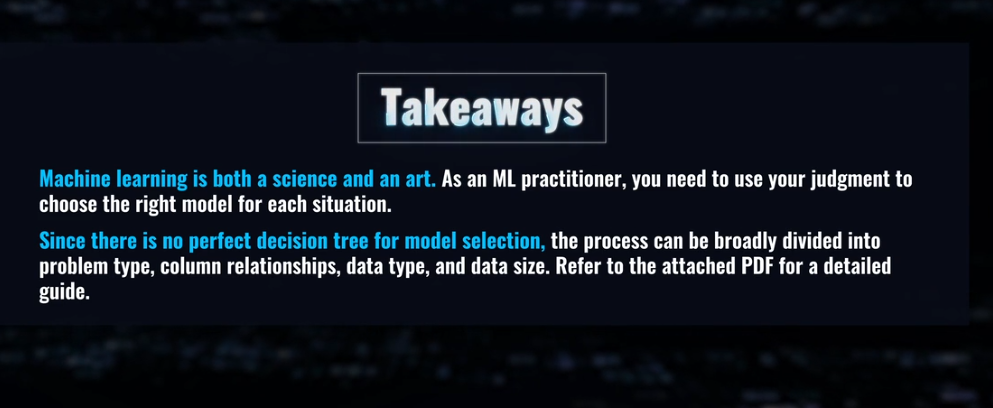 Takeaways
Machine learning is both a science and an art. As an ML practitioner, you need to use your judgment to
choose the right model for each situation.
Since there is no perfect decision tree for model selection, the process can be broadly divided into
problem type, column relationships, data type, and data size. Refer to the attached PDF for a detailed
guide.